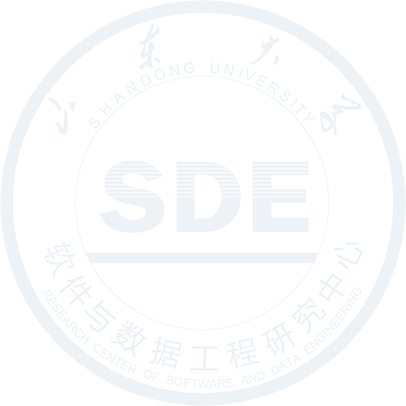 山东大学
SHANDONG UNIVERSITY
SDE
软件与数据工程研究中心
RESEARCH CENTER OF SOFTWARE AND DATA ENGINEERING